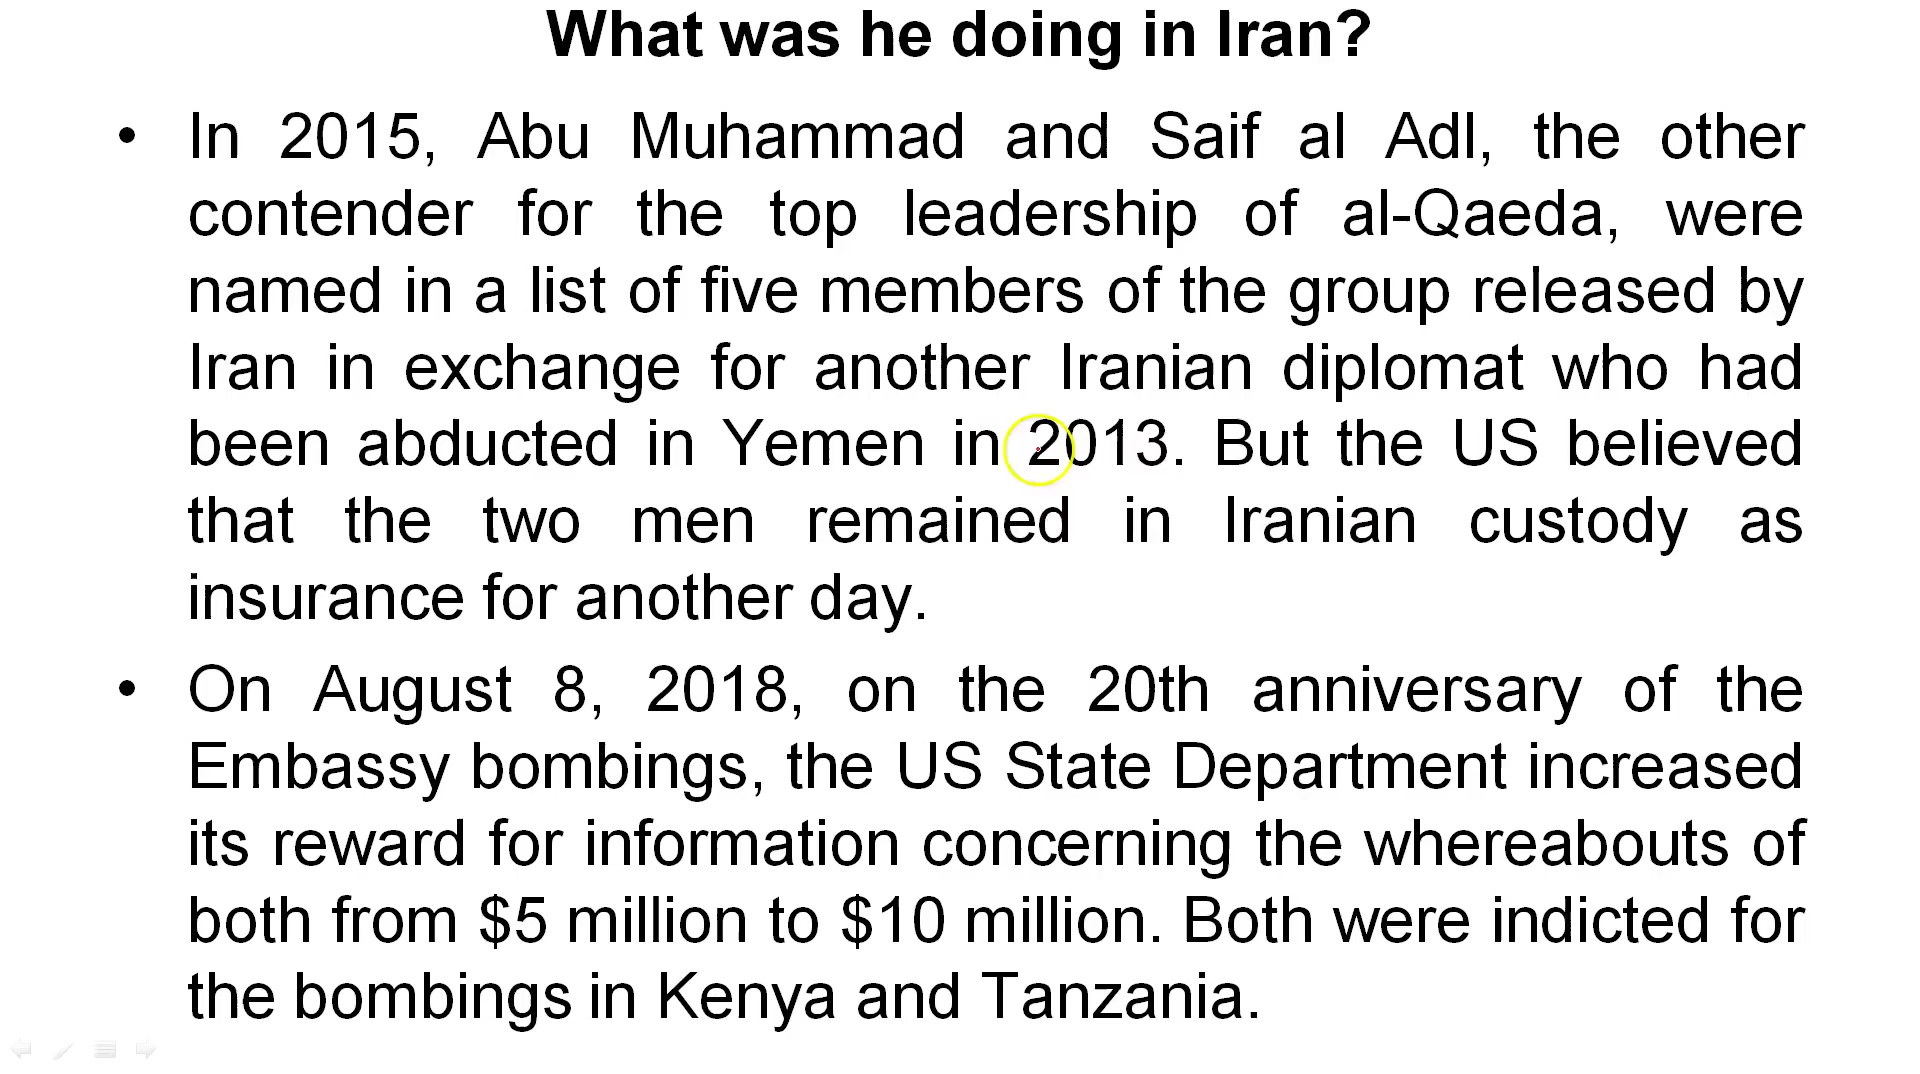 What was he doing in Iran?
• In 2015, Abu Muhammad and Saif al Adl, the other
contender for the top leadership of al-Qaeda, were
named in a list of five members of the group released by
Iran in exchange for another Iranian diplomat who had
been abducted in Yemen in 2013. But the US believed
that the two men remained in Iranian custody as
insurance for another day.
• On August 8, 2018, on the 20th anniversary of the
Embassy bombings, the US State Department increased
its reward for information concerning the whereabouts of
both from $5 million to $10 million. Both were indicted for
the bombings in Kenya and Tanzania.